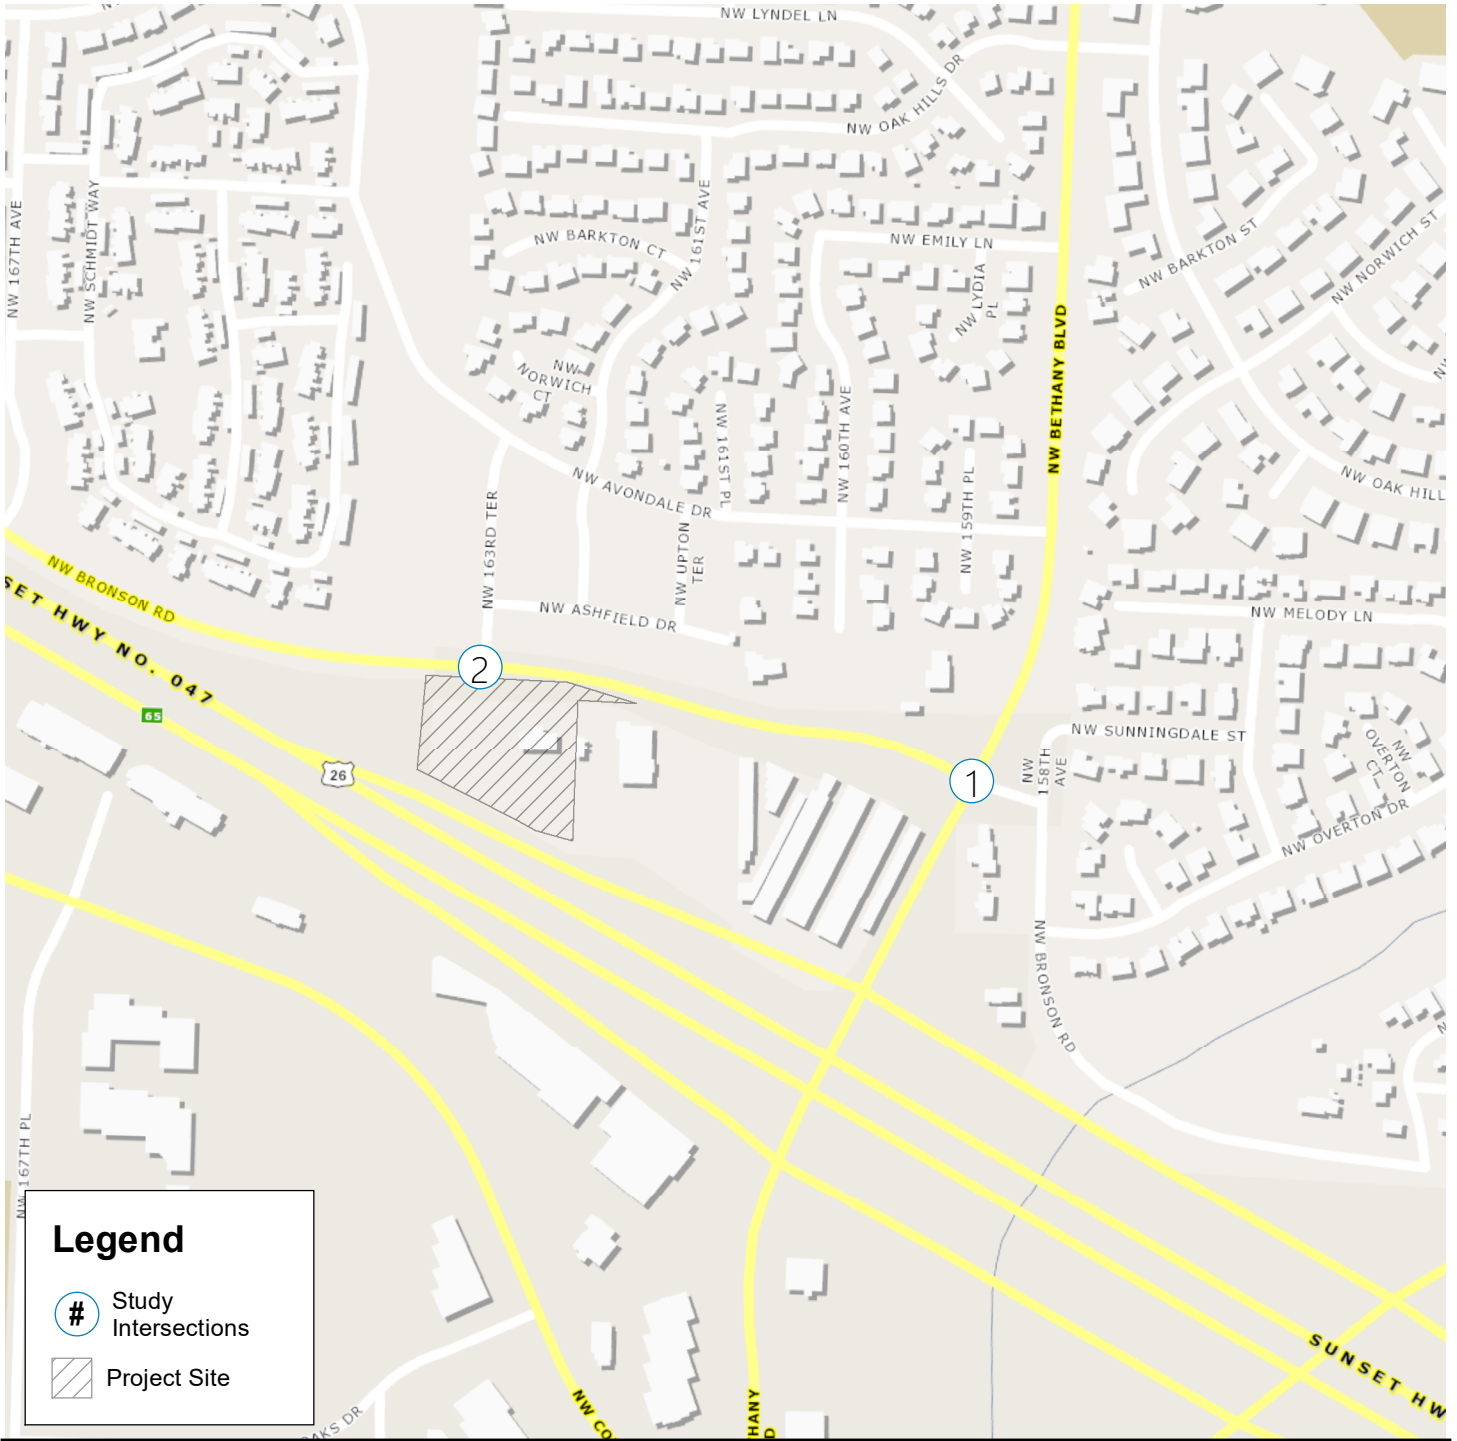 NW LYNDEL LN
NW OAK HILLS DR
NW 167TH AVE
NW SCHMIDT WAY
NW 161ST AVE
NW BARKTON CT
NW EMILY LN
NW LYDIA
PL
NW BARKTON ST
NW NORWICH ST
NW BETHANY BLVD
NW
NORWICH
CT
NW 161ST PL
NW 160TH AVE
NW 159TH PL
NW OAK HILL
NW AVONDALE DR
NW 163RD TER
NW UPTON
TER
NW ASHFIELD DR
NW BRONSON RD
SET HWY NO. 047
65
26
2
1
NW MELODY LN
NW SUNNINGDALE ST
NW
158TH
AVE
NW
OVERTON
CT
NW OVERTON DR
NW BRONSON RD
NW 167TH PL
Legend
#
Study
Intersections
Project Site
AKS DR
NW CO
THANY
D
SUNSET HW